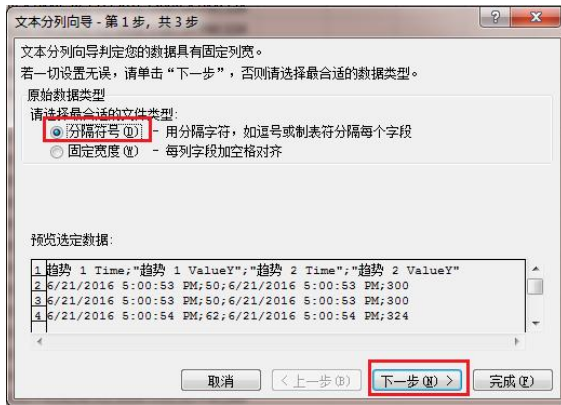 文本分列向导 - 第 1 步，共 3 步
文本分列向导判定您的数据具有固定列宽。
若一切设置无误，请单击“下一步”，否则请选择最合适的数据类型。
原始数据类型
请选择最合适的文件类型:
分隔符号(D) - 用分隔字符，如逗号或制表符分隔每个字段
固定宽度(W) - 每列字段加空格对齐
预览选定数据:
1 趋势 1 Time;"趋势 1 ValueY";"趋势 2 Time";"趋势 2 ValueY"
2 6/21/2016 5:00:53 PM;50;6/21/2016 5:00:53 PM;300
3 6/21/2016 5:00:53 PM;50;6/21/2016 5:00:53 PM;300
4 6/21/2016 5:00:54 PM;62;6/21/2016 5:00:54 PM;324
取消 < 上一步(B) 下一步(N) > 完成(F)